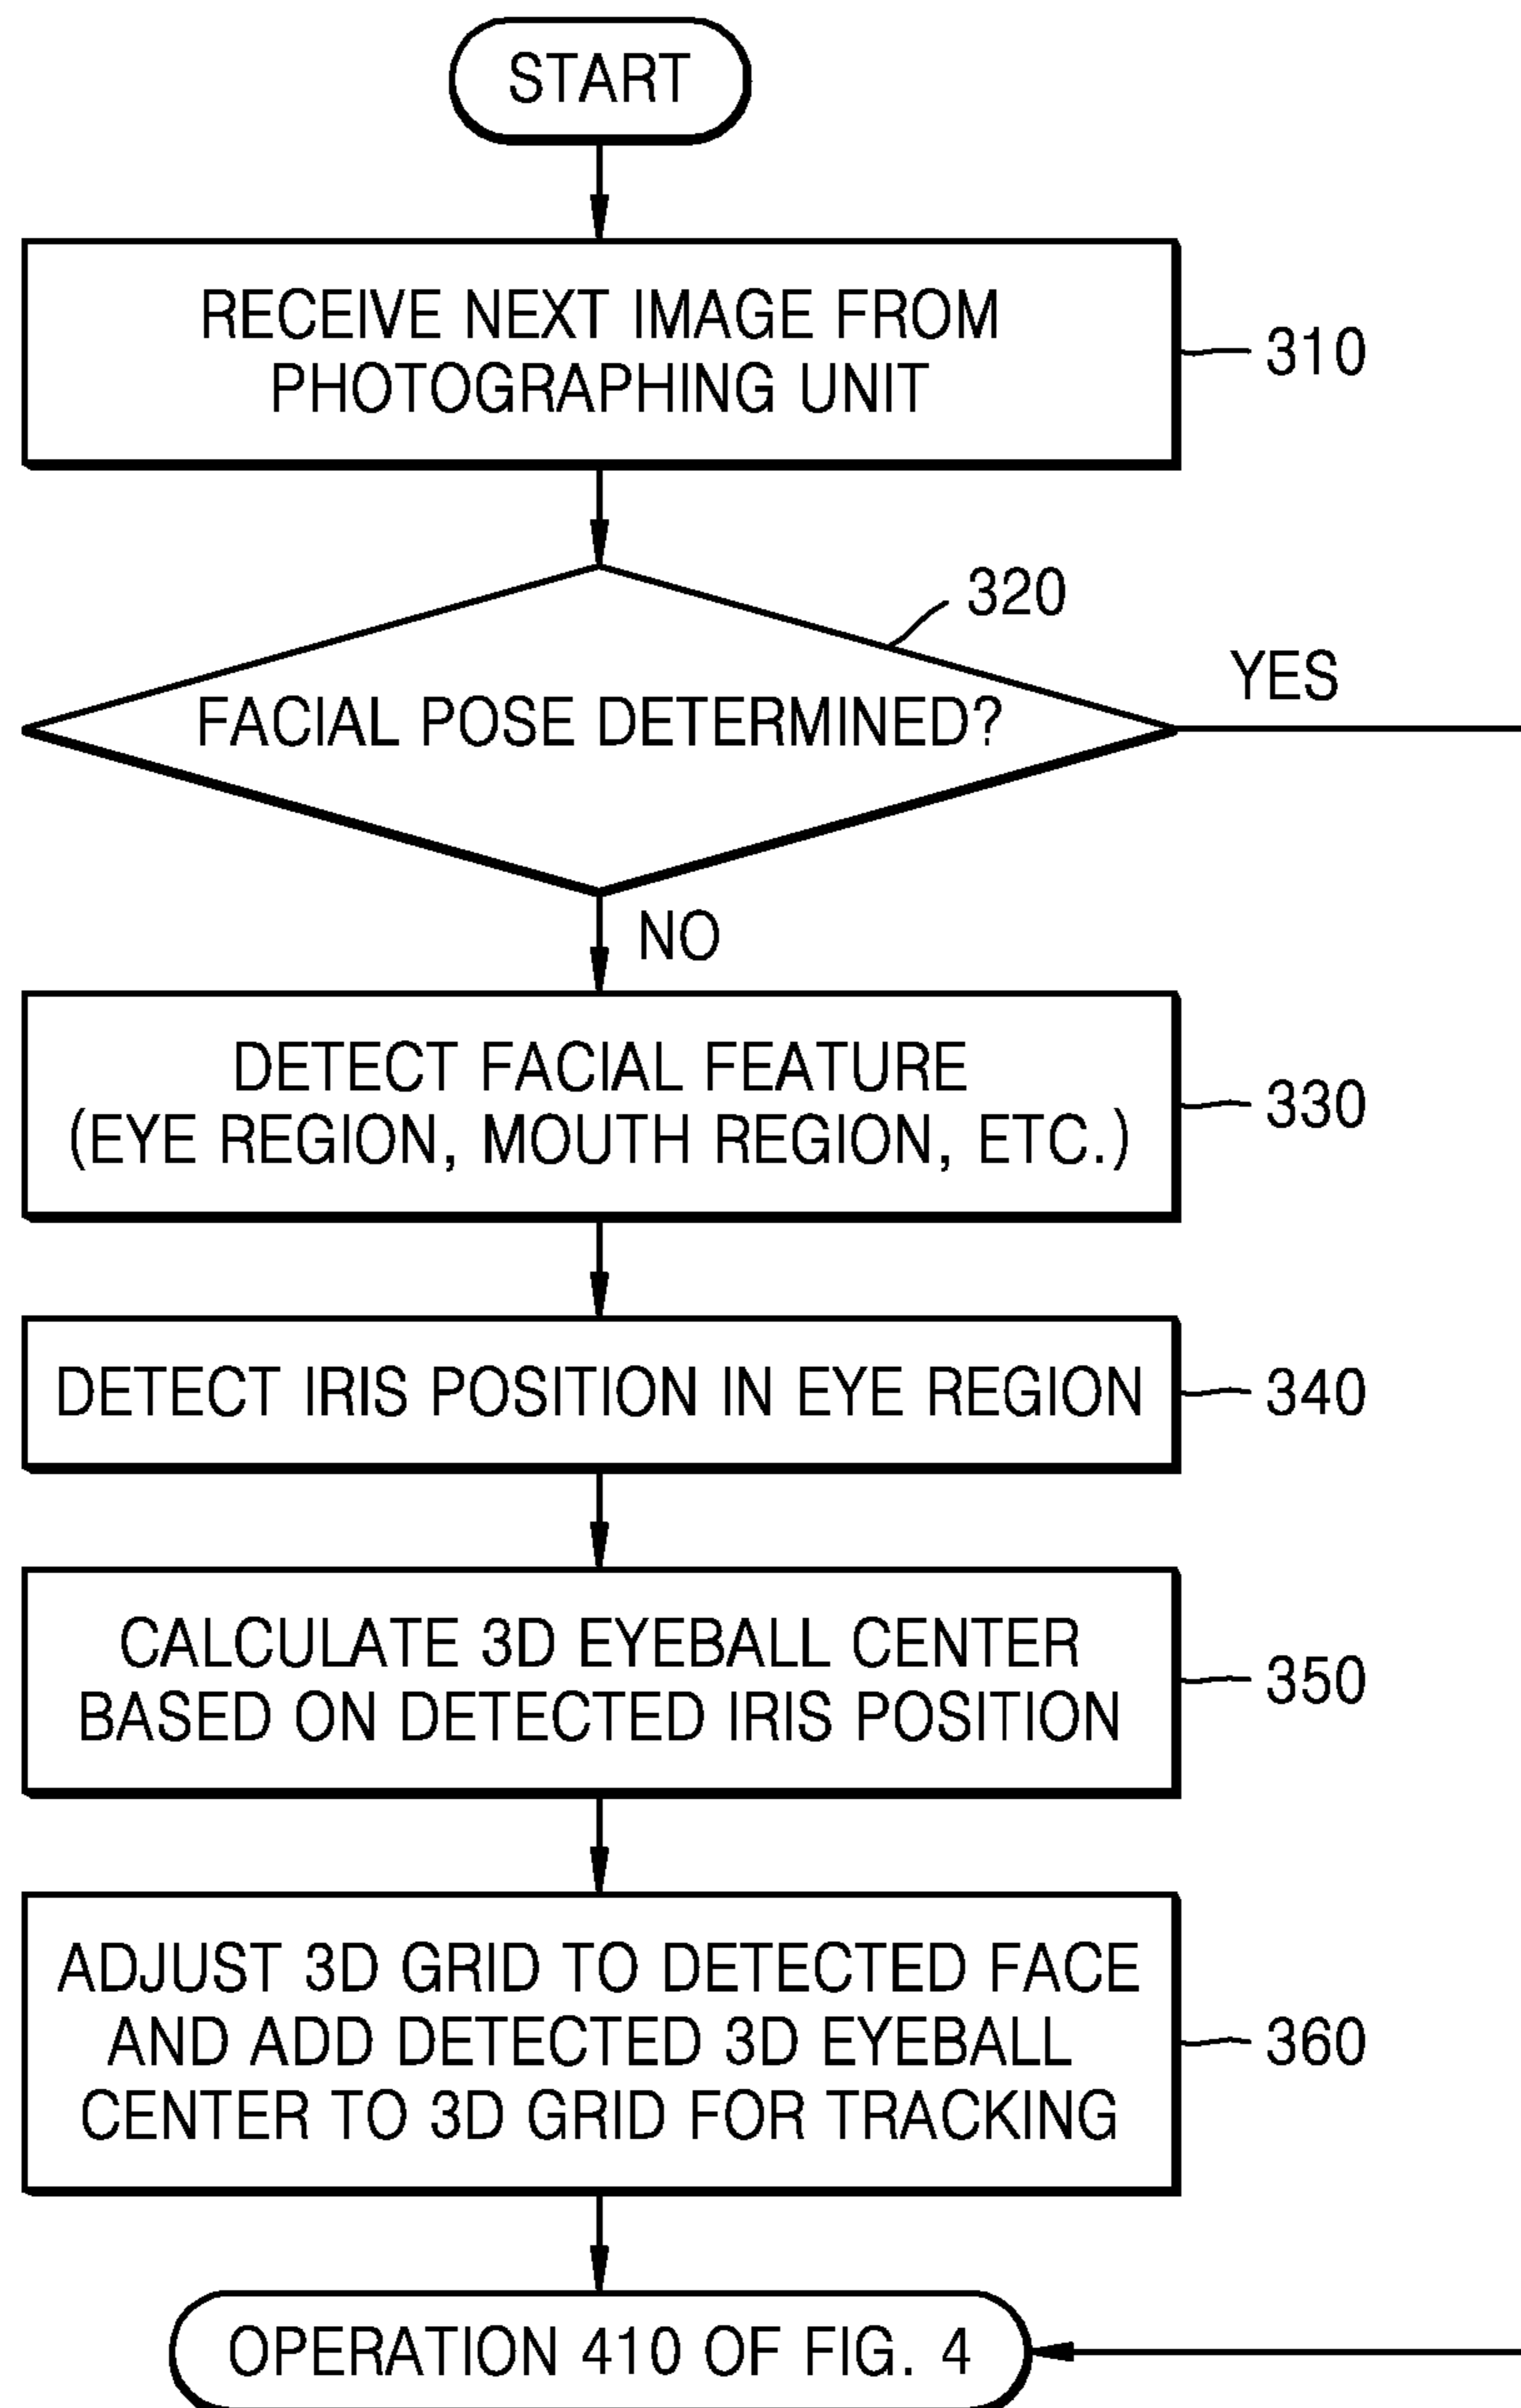 START
RECEIVE NEXT IMAGE FROM
PHOTOGRAPHING UNIT
310
320
FACIAL POSE DETERMINED?
YES
NO
DETECT FACIAL FEATURE
(EYE REGION, MOUTH REGION, ETC.)
330
DETECT IRIS POSITION IN EYE REGION
340
CALCULATE 3D EYEBALL CENTER
BASED ON DETECTED IRIS POSITION
350
ADJUST 3D GRID TO DETECTED FACE
AND ADD DETECTED 3D EYEBALL
CENTER TO 3D GRID FOR TRACKING
360
OPERATION 410 OF FIG. 4